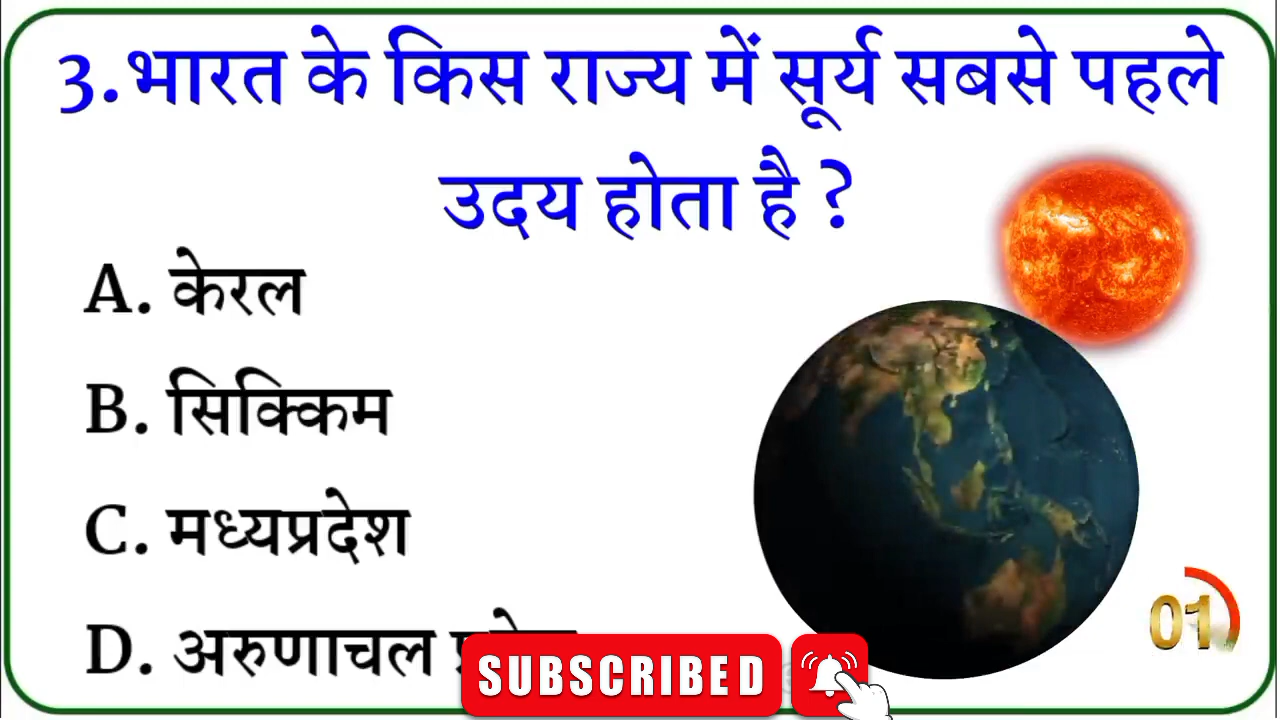 3. भारत के किस राज्य में सूर्य सबसे पहले
उदय होता है ?
A. केरल
B. सिक्किम
C. मध्यप्रदेश
D. अरुणाचल
SUBSCRIBED
01